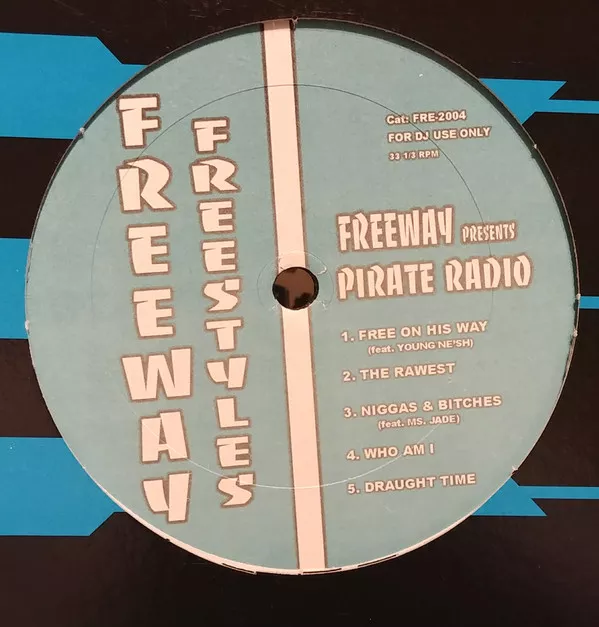 FREEWAY
FREESTYLES
Cat: FRE-2004
FOR DJ USE ONLY
33 1/3 RPM
FREEWAY PRESENTS
PIRATE RADIO
1. FREE ON HIS WAY
(feat. YOUNG NE'SH)
2. THE RAWEST
3. NIGGAS & BITCHES
(feat. MS. JADE)
4. WHO AM I
5. DRAUGHT TIME